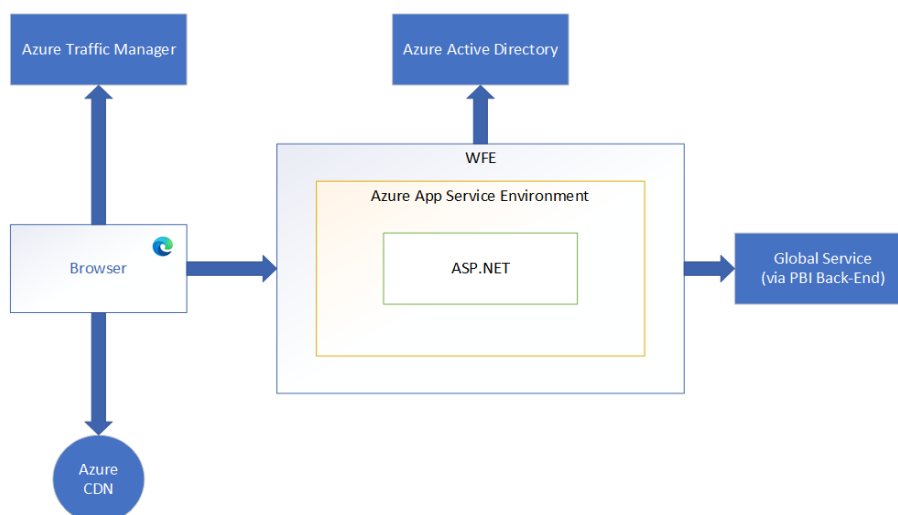 Azure Traffic Manager
Azure Active Directory
WFE
Azure App Service Environment
Browser
ASP.NET
Global Service
(via PBI Back-End)
Azure
CDN